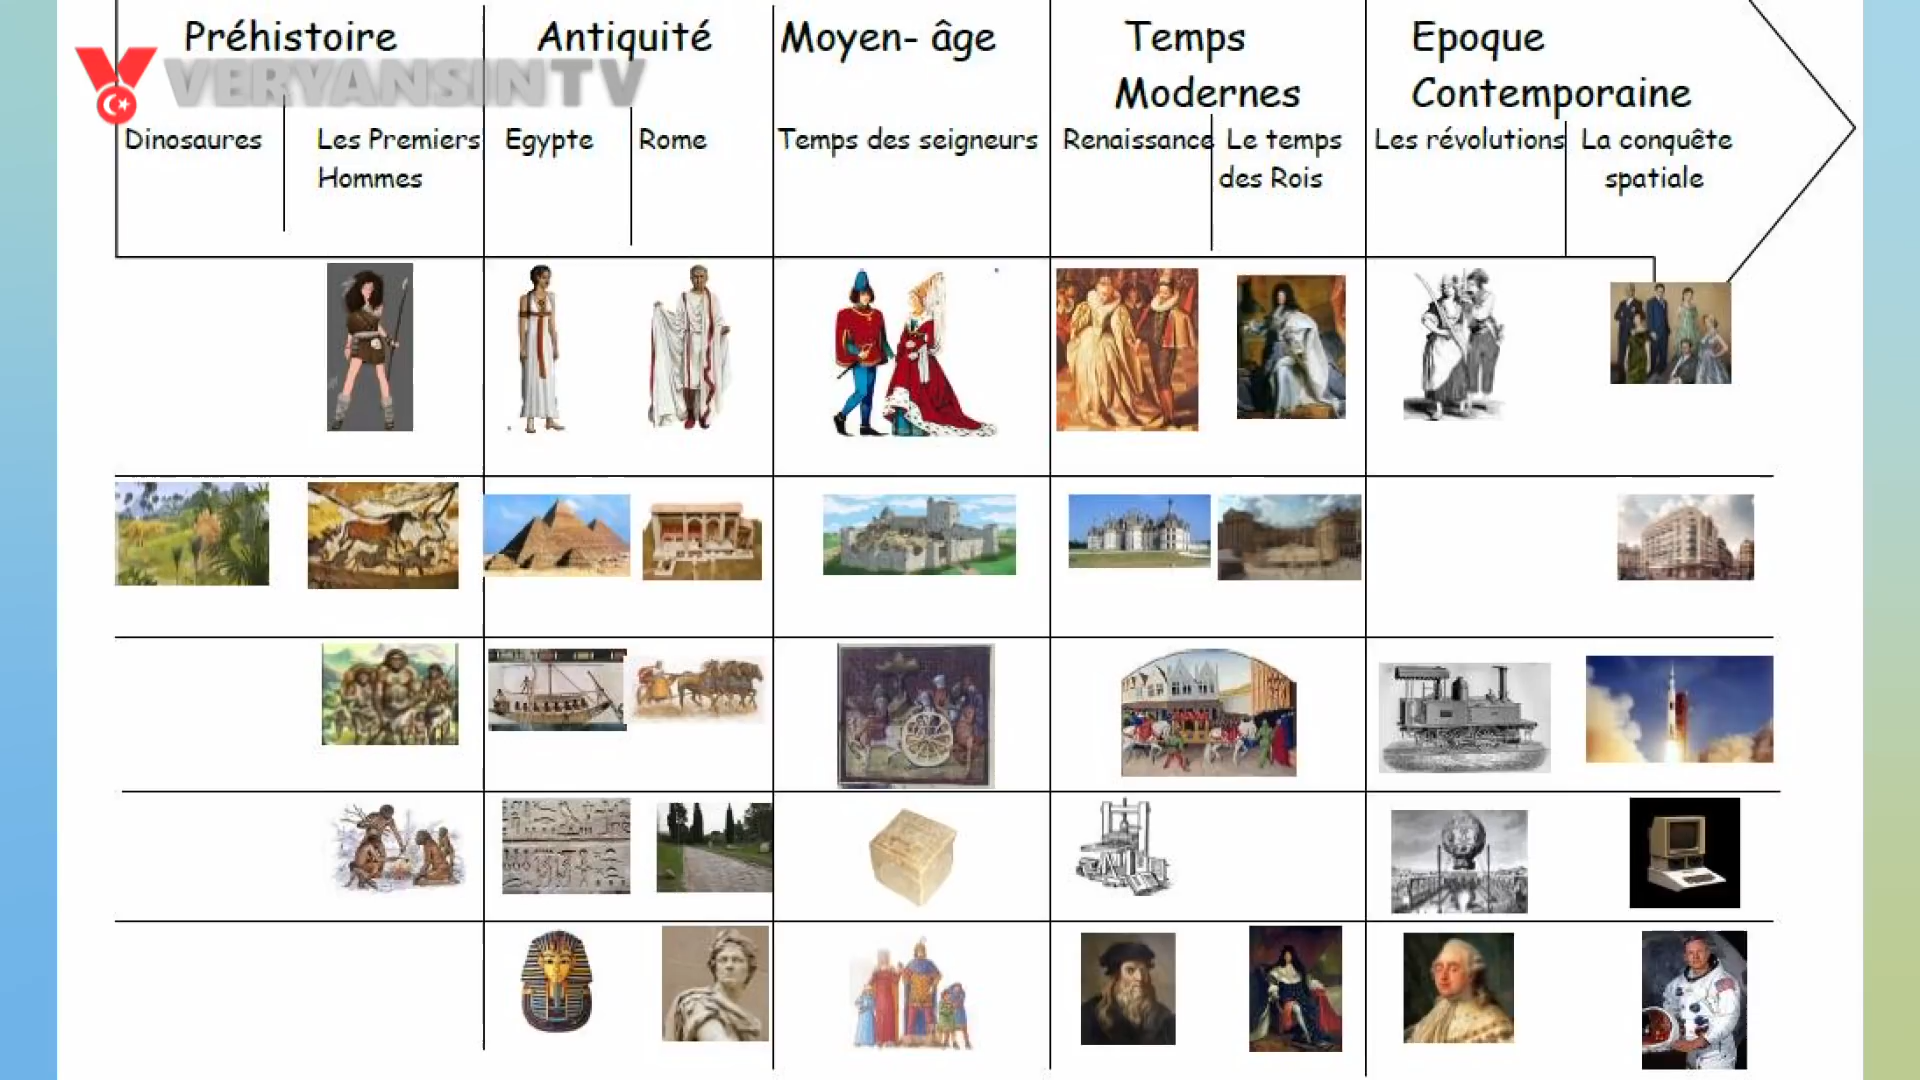 Préhistoire
Antiquité
Moyen- âge
Temps
Modernes
Epoque
Contemporaine
VERYANSIN TV
Dinosaures
Les Premiers
Hommes
Egypte
Rome
Temps des seigneurs
Renaissance
Le temps
des Rois
Les révolutions
La conquête
spatiale